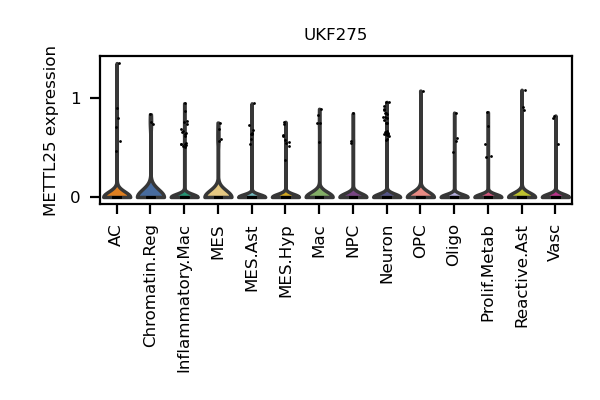 UKF275
METTL25 expression
1
0
AC
Chromatin.Reg
Inflammatory.Mac
MES
MES.Ast
MES.Hyp
Mac
NPC
Neuron
OPC
Oligo
Prolif.Metab
Reactive.Ast
Vasc